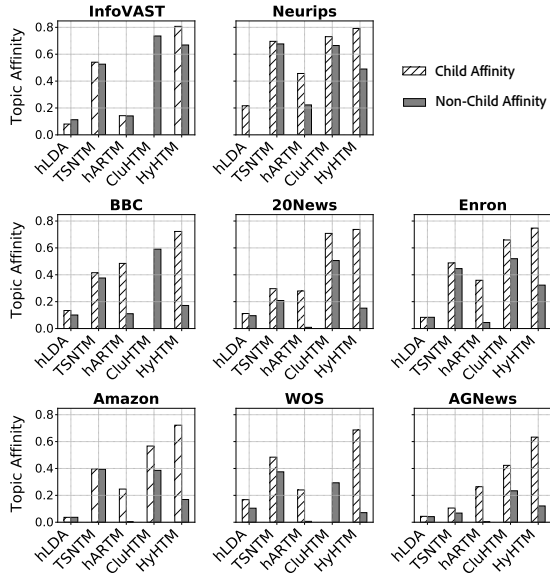 InfoVAST
Neurips
Topic Affinity
0.8
0.6
0.4
0.2
0.0
hLDA
TSNTM
hARTM
CluHTM
HyHTM
hLDA
TSNTM
hARTM
CluHTM
HyHTM
Child Affinity
Non-Child Affinity
BBC
20News
Enron
Topic Affinity
0.8
0.6
0.4
0.2
0.0
hLDA
TSNTM
hARTM
CluHTM
HyHTM
hLDA
TSNTM
hARTM
CluHTM
HyHTM
hLDA
TSNTM
hARTM
CluHTM
HyHTM
Amazon
WOS
AGNews
Topic Affinity
0.8
0.6
0.4
0.2
0.0
hLDA
TSNTM
hARTM
CluHTM
HyHTM
hLDA
TSNTM
hARTM
CluHTM
HyHTM
hLDA
TSNTM
hARTM
CluHTM
HyHTM